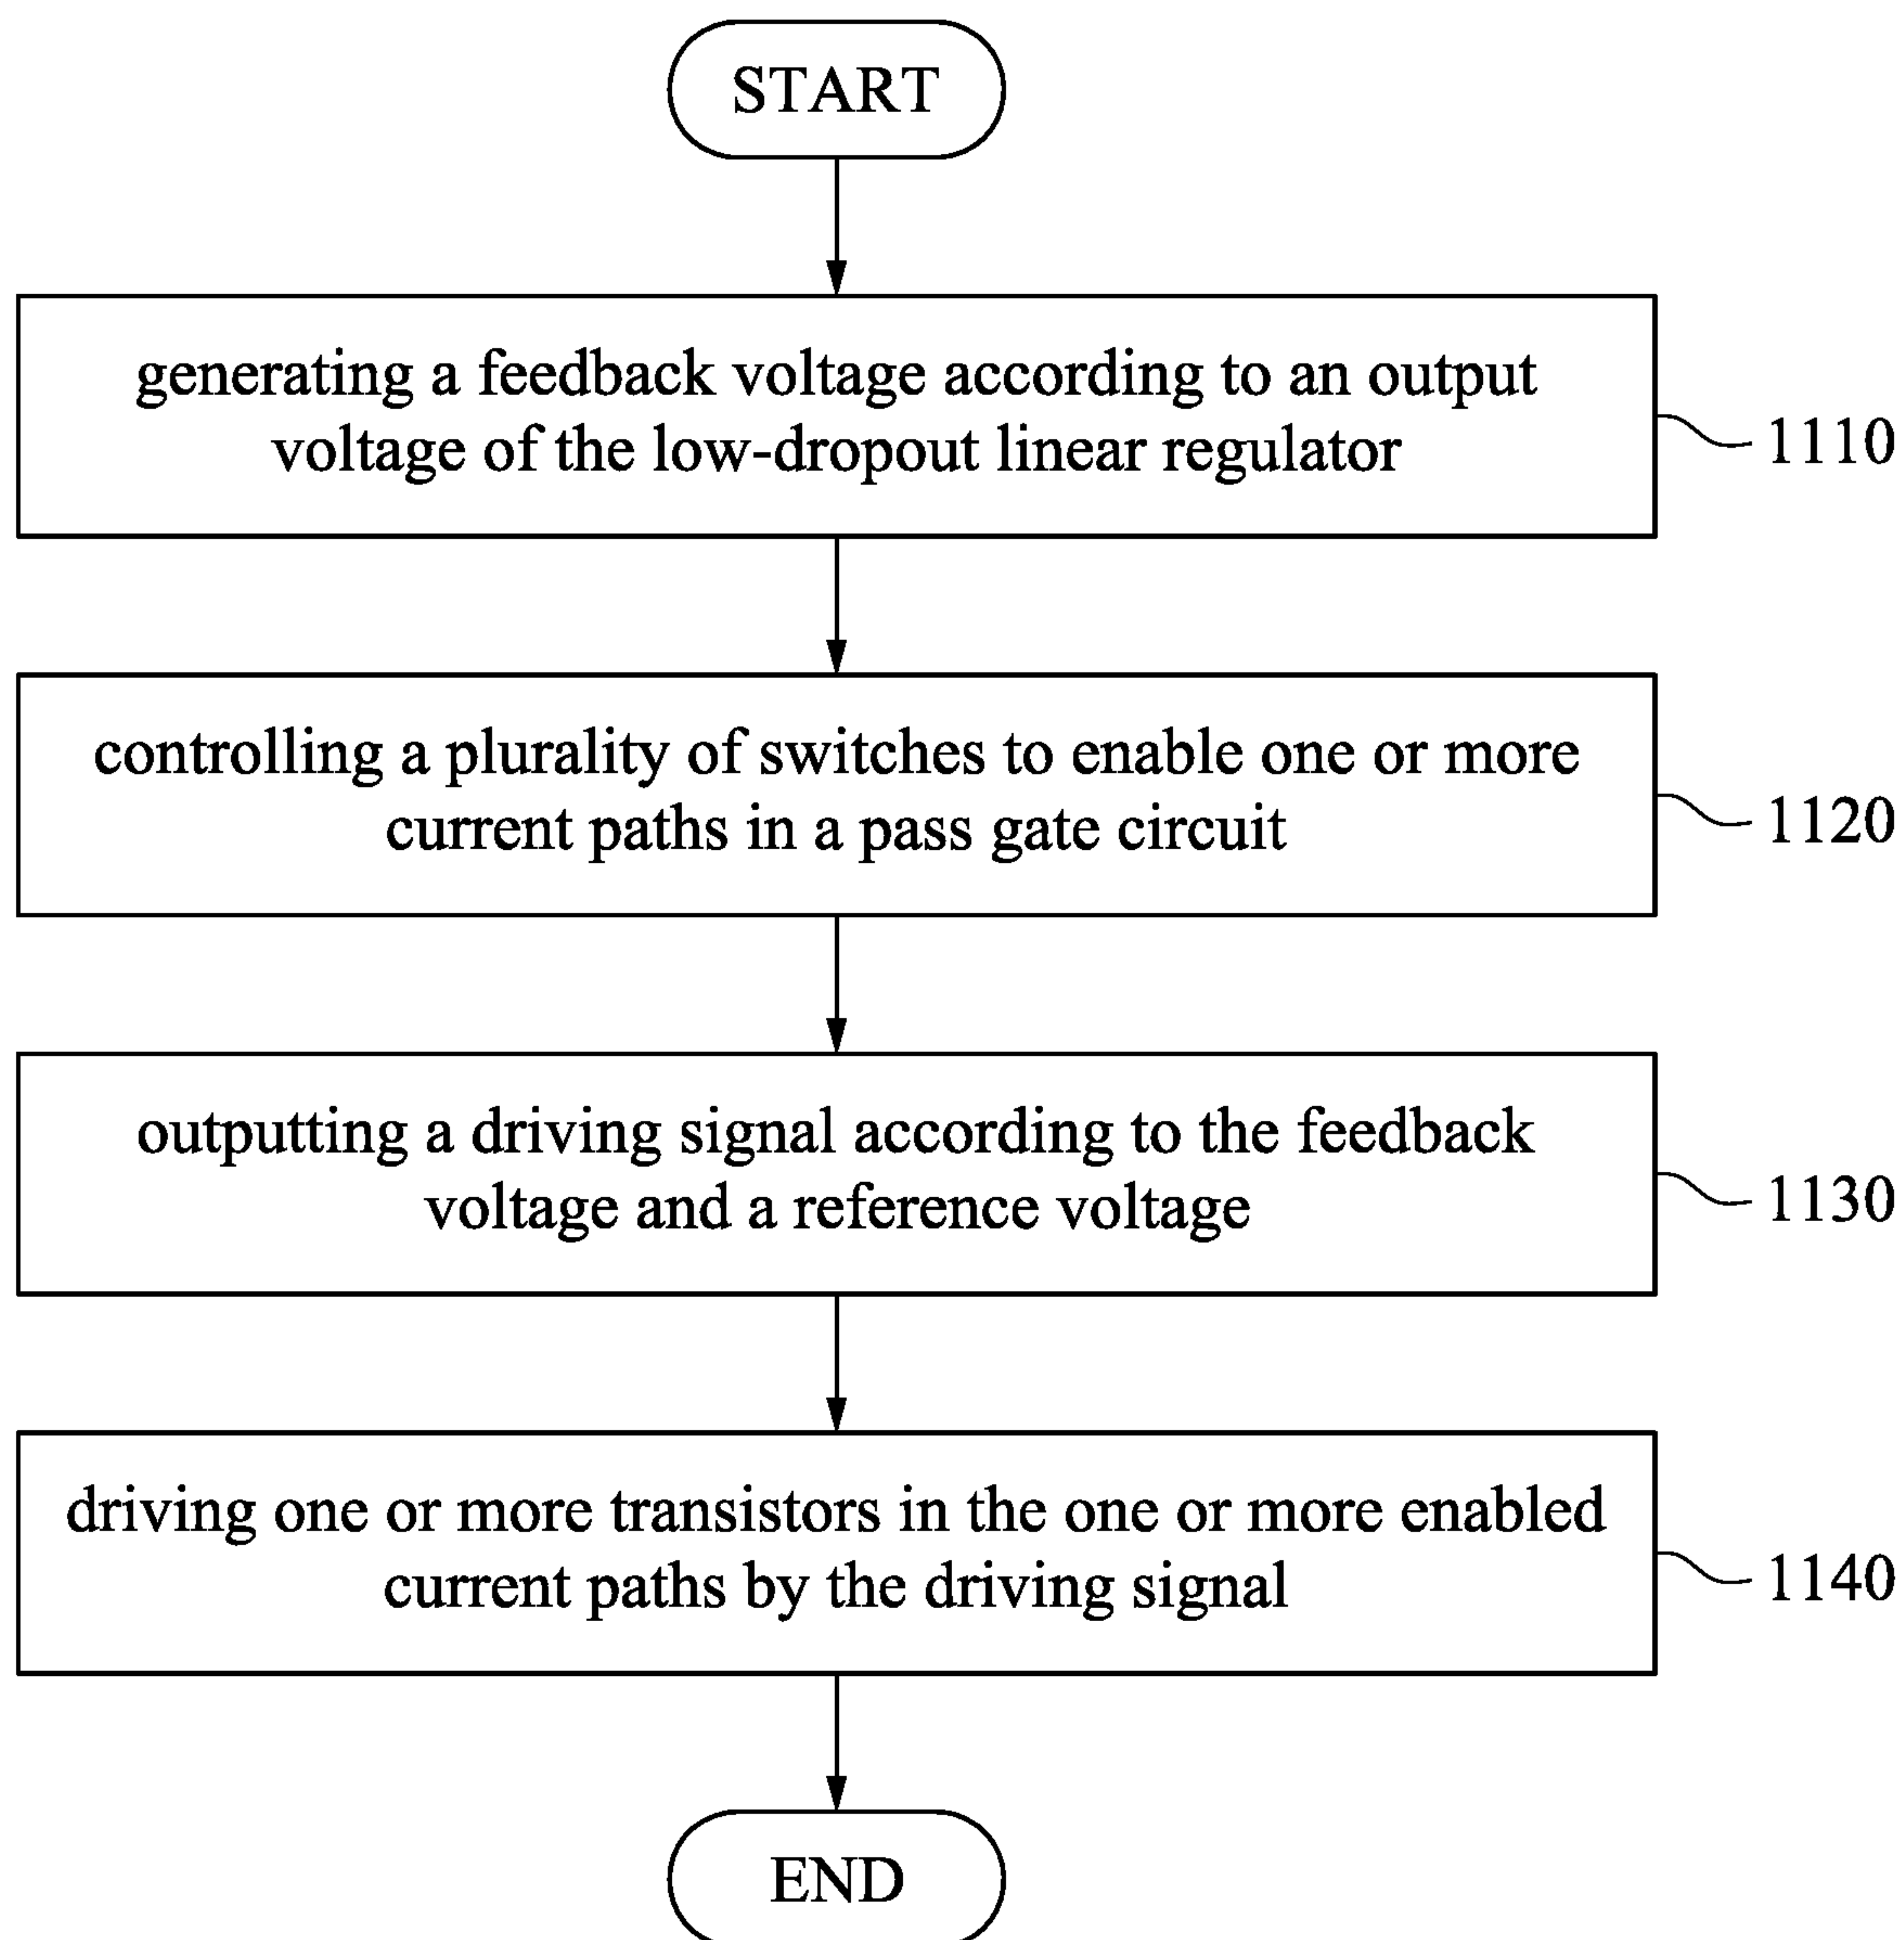 START
generating a feedback voltage according to an output
voltage of the low-dropout linear regulator
1110
controlling a plurality of switches to enable one or more
current paths in a pass gate circuit
1120
outputting a driving signal according to the feedback
voltage and a reference voltage
1130
driving one or more transistors in the one or more enabled
current paths by the driving signal
1140
END